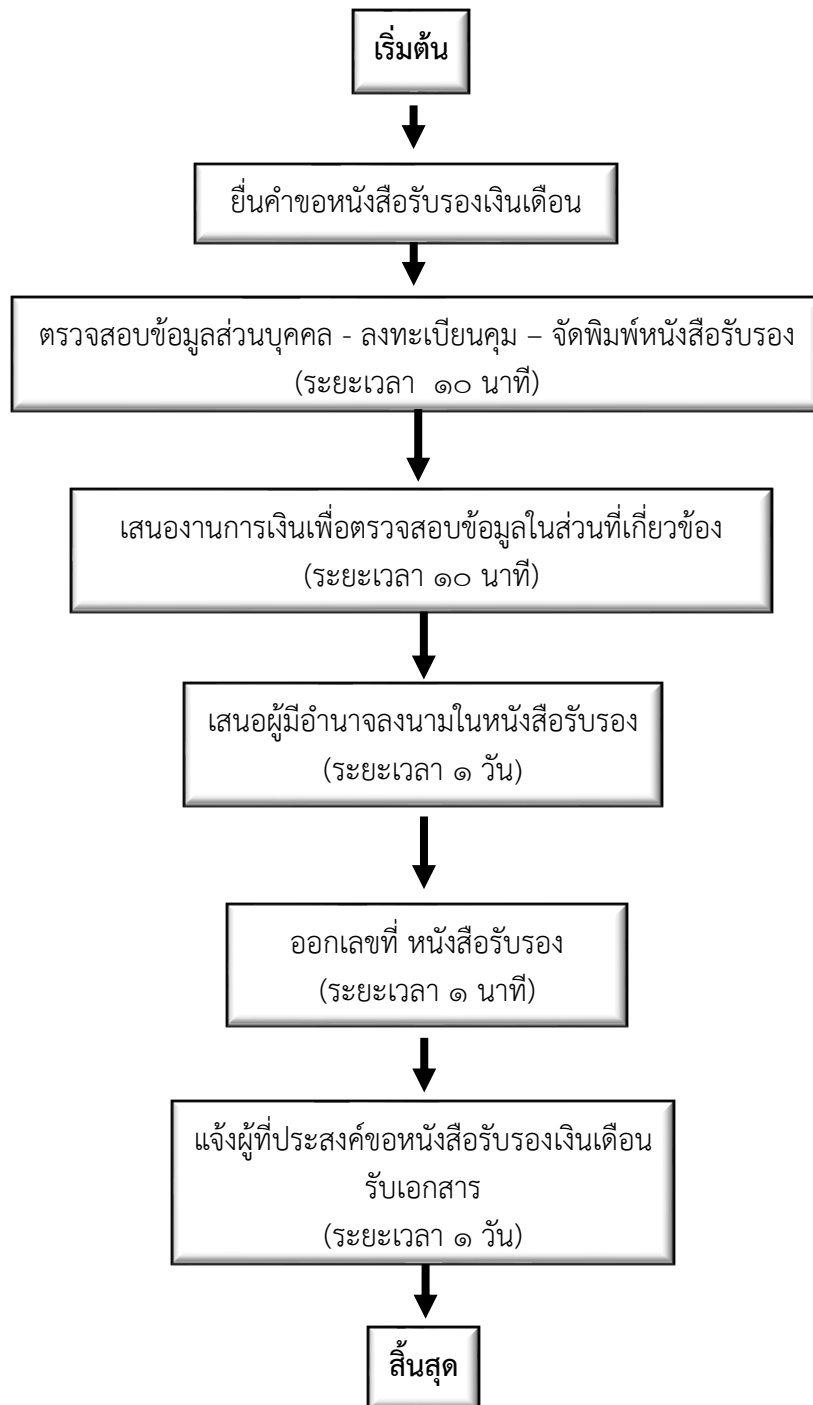 เริ่มต้น
ยื่นคำขอหนังสือรับรองเงินเดือน
ตรวจสอบข้อมูลส่วนบุคคล - ลงทะเบียนคุม – จัดพิมพ์หนังสือรับรอง
(ระยะเวลา ๑๐ นาที)
เสนองานการเงินเพื่อตรวจสอบข้อมูลในส่วนที่เกี่ยวข้อง
(ระยะเวลา ๑๐ นาที)
เสนอผู้มีอำนาจลงนามในหนังสือรับรอง
(ระยะเวลา ๑ วัน)
ออกเลขที่ หนังสือรับรอง
(ระยะเวลา ๑ นาที)
แจ้งผู้ที่ประสงค์ขอหนังสือรับรองเงินเดือน
รับเอกสาร
(ระยะเวลา ๑ วัน)
สิ้นสุด